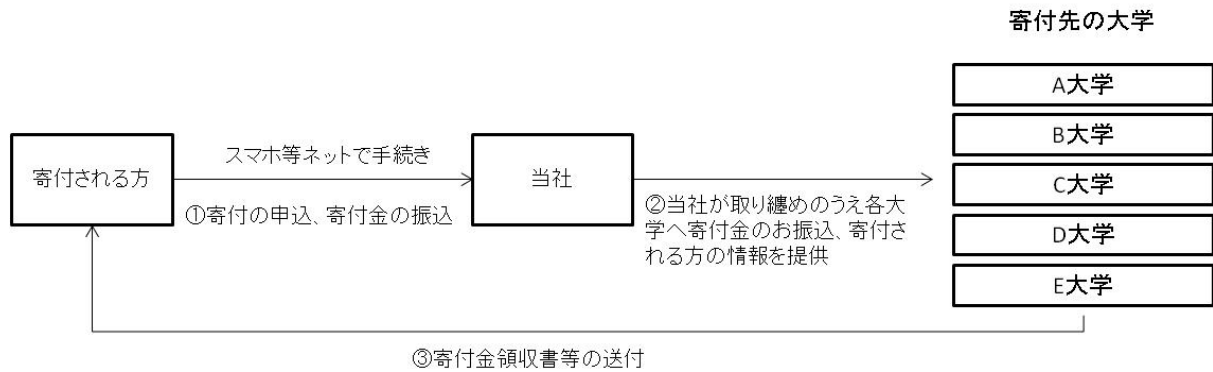 寄付先の大学
A大学
B大学
C大学
D大学
E大学
寄付される方
スマホ等ネットで手続き
①寄付の申込、寄付金の振込
当社
②当社が取り纏めのうえ各大
学へ寄付金のお振込、寄付さ
れる方の情報を提供
③寄付金領収書等の送付